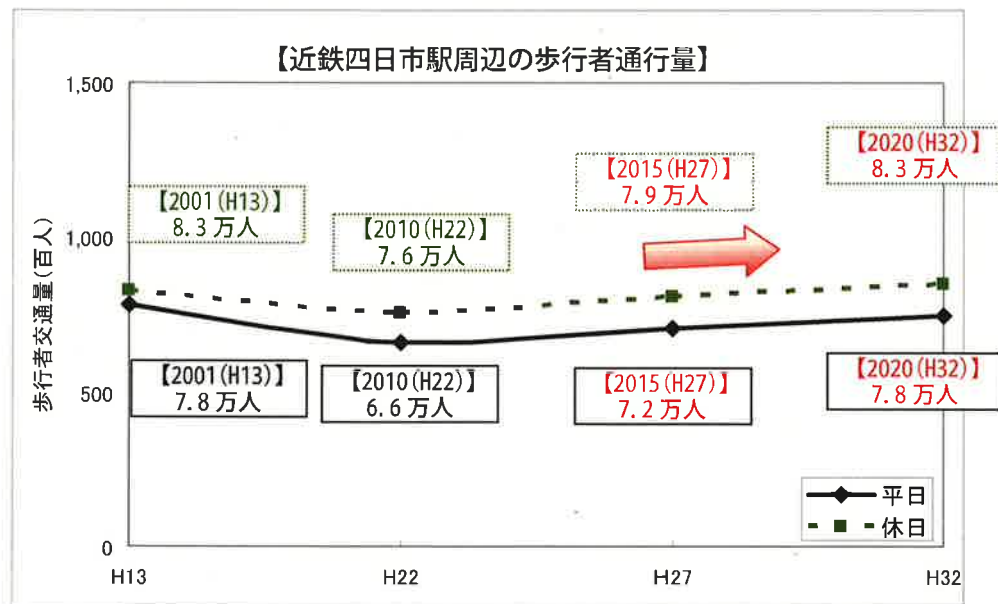 【近鉄四日市駅周辺の歩行者通行量】
歩行者交通量(百人)
1,500
1,000
500
0
【2001(H13)】
8.3万人
【2010(H22)】
7.6万人
【2015(H27)】
7.9万人
【2020(H32)】
8.3万人
【2001(H13)】
7.8万人
【2010(H22)】
6.6万人
【2015(H27)】
7.2万人
【2020(H32)】
7.8万人
平日
休日
H13
H22
H27
H32